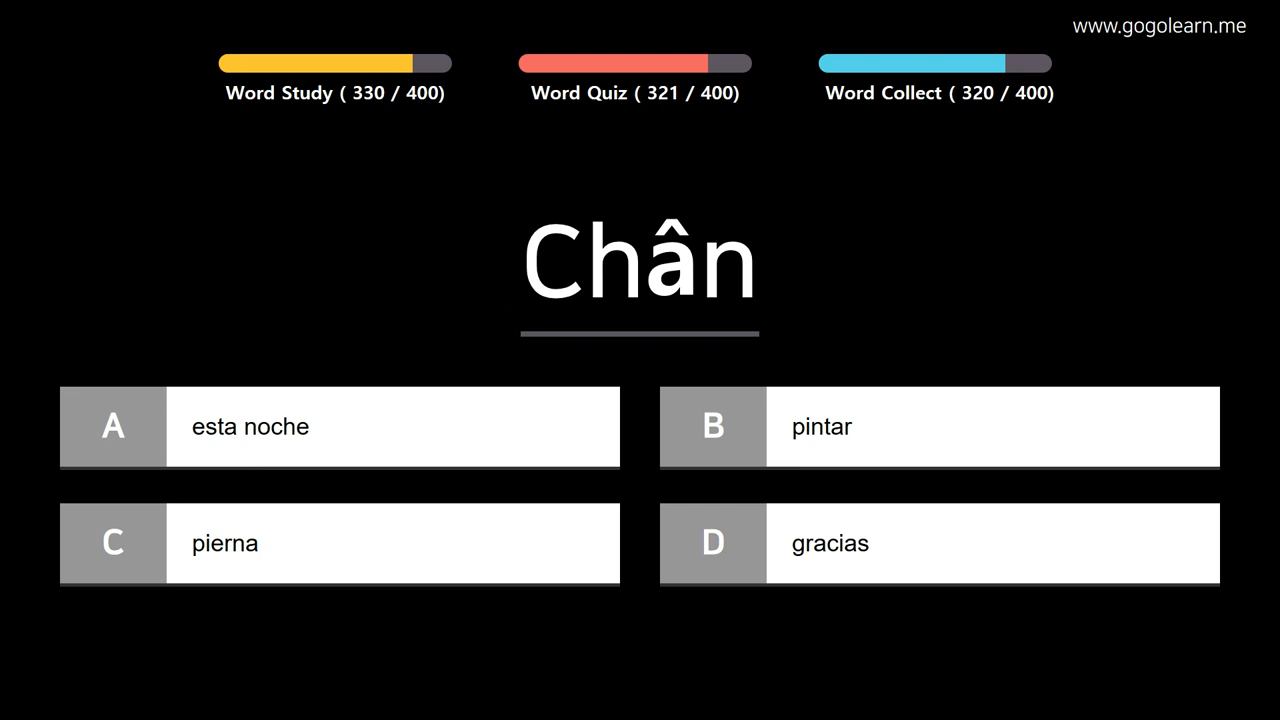 www.gogolearn.me
Word Study ( 330 / 400)
Word Quiz ( 321 / 400)
Word Collect ( 320 / 400)
Chân
A esta noche
B pintar
C pierna
D gracias